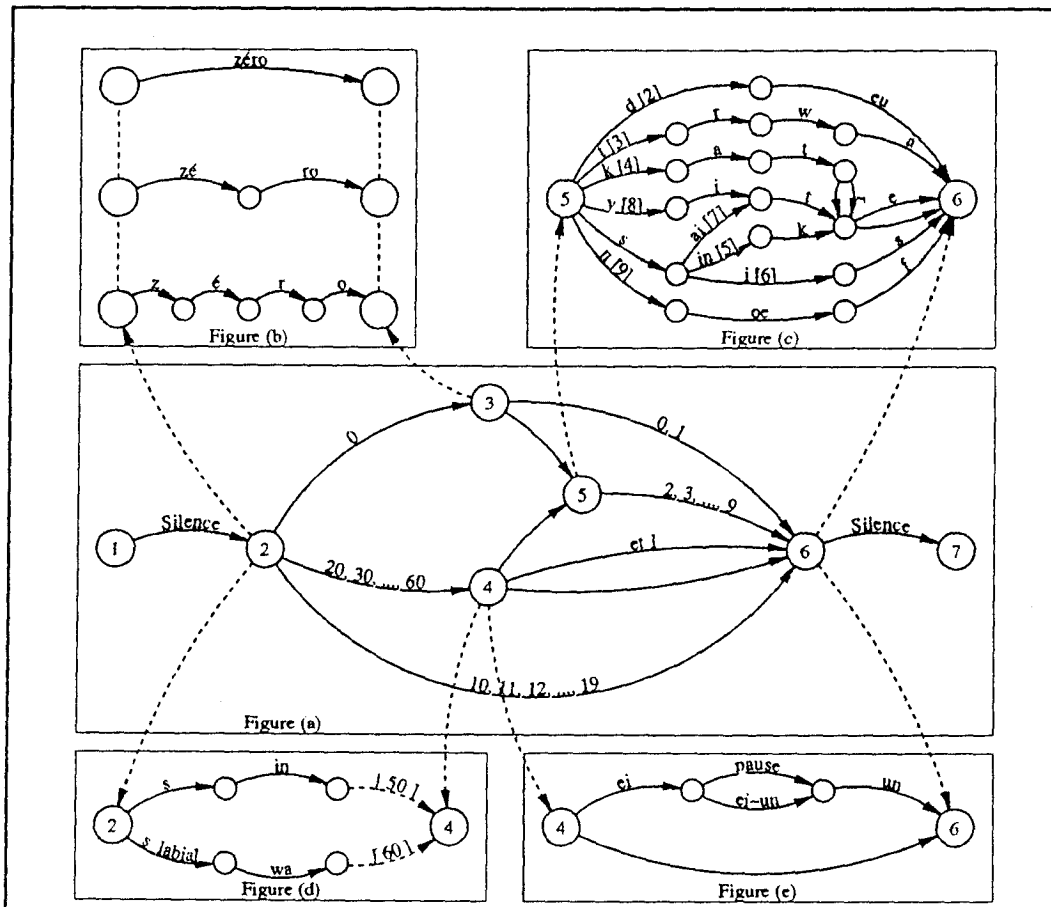 zéro
zé ro
z é r o
Figure (b)
d [2] eu
t [3] r w a
k [4] a t r
5 y [8] i t e 6
s aj [7] in [5] k
i [6] s
n [9] oe f
Figure (c)
3
0 0, 1
5 2, 3, ..., 9
1 Silence 2 6 Silence 7
20, 30, ..., 60 4 et 1
10, 11, 12, ..., 19
Figure (a)
s in [ 50 ]
2 4
s labial wa [ 60 ]
Figure (d)
ei pause un
ei~un
4 6
Figure (e)